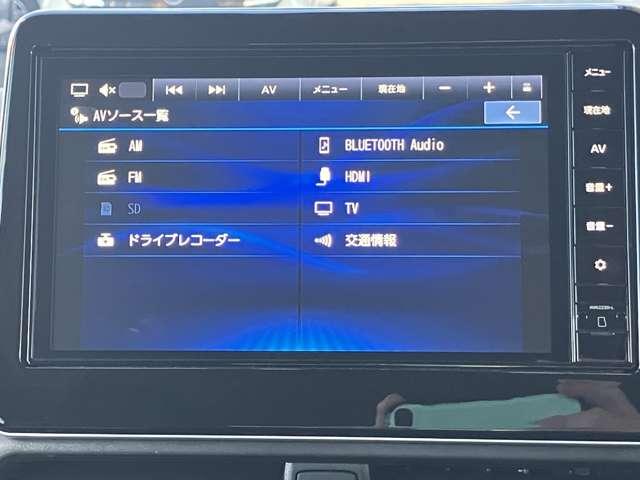 AV メニュー 現在地 − +
AVソース一覧
AM
FM
SD
ドライブレコーダー
BLUETOOTH Audio
HDMI
TV
交通情報
メニュー
現在地
AV
音量+
音量−